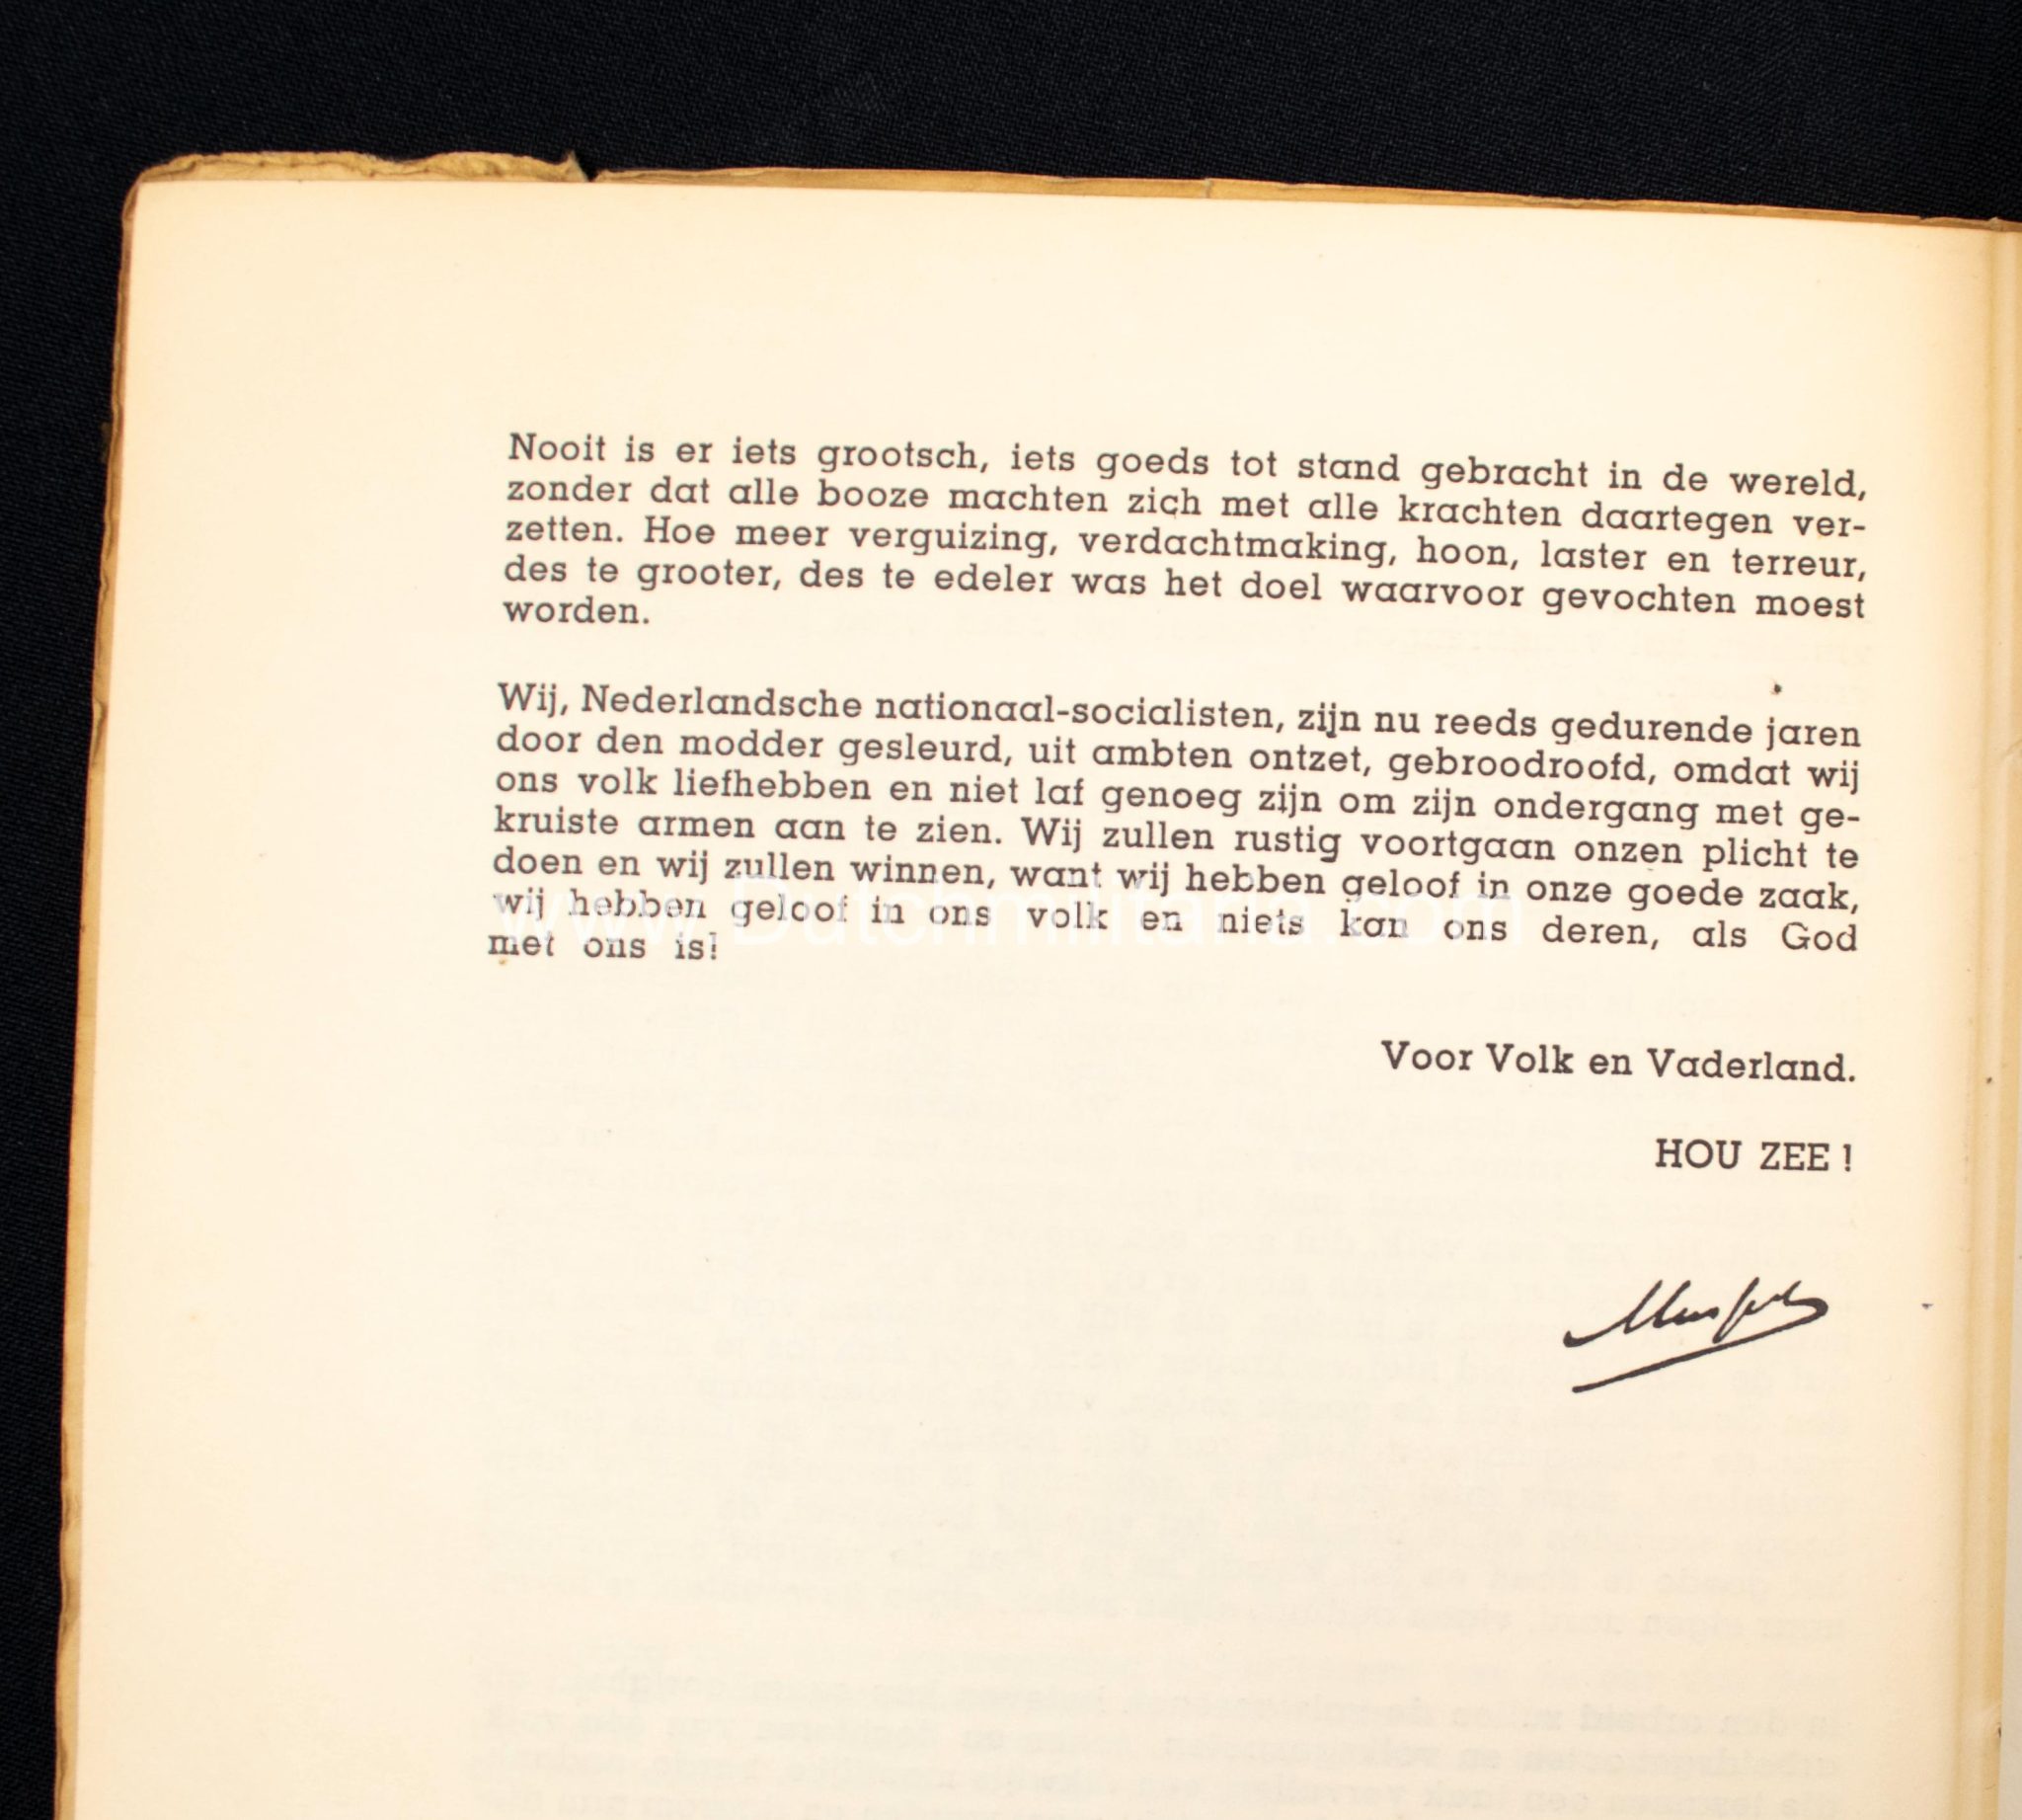 Nooit is er iets grootsch, iets goeds tot stand gebracht in de wereld,
zonder dat alle booze machten zich met alle krachten daartegen ver-
zetten. Hoe meer verguizing, verdachtmaking, hoon, laster en terreur,
des te grooter, des te edeler was het doel waarvoor gevochten moest
worden.
Wij, Nederlandsche nationaal-socialisten, zijn nu reeds gedurende jaren
door den modder gesleurd, uit ambten ontzet, gebroodroofd, omdat wij
ons volk liefhebben en niet laf genoeg zijn om zijn ondergang met ge-
kruiste armen aan te zien. Wij zullen rustig voortgaan onzen plicht te
doen en wij zullen winnen, want wij hebben geloof in onze goede zaak,
wij hebben geloof in ons volk en niets kan ons deren, als God
met ons is!
www.Dutchmilitaria.com
Voor Volk en Vaderland.
HOU ZEE !